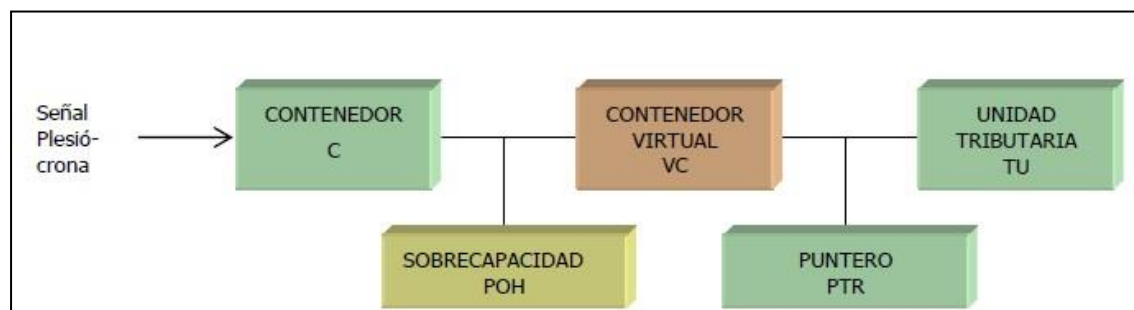 Señal
Plesió-
crona
CONTENEDOR
C
CONTENEDOR
VIRTUAL
VC
UNIDAD
TRIBUTARIA
TU
SOBRECAPACIDAD
POH
PUNTERO
PTR